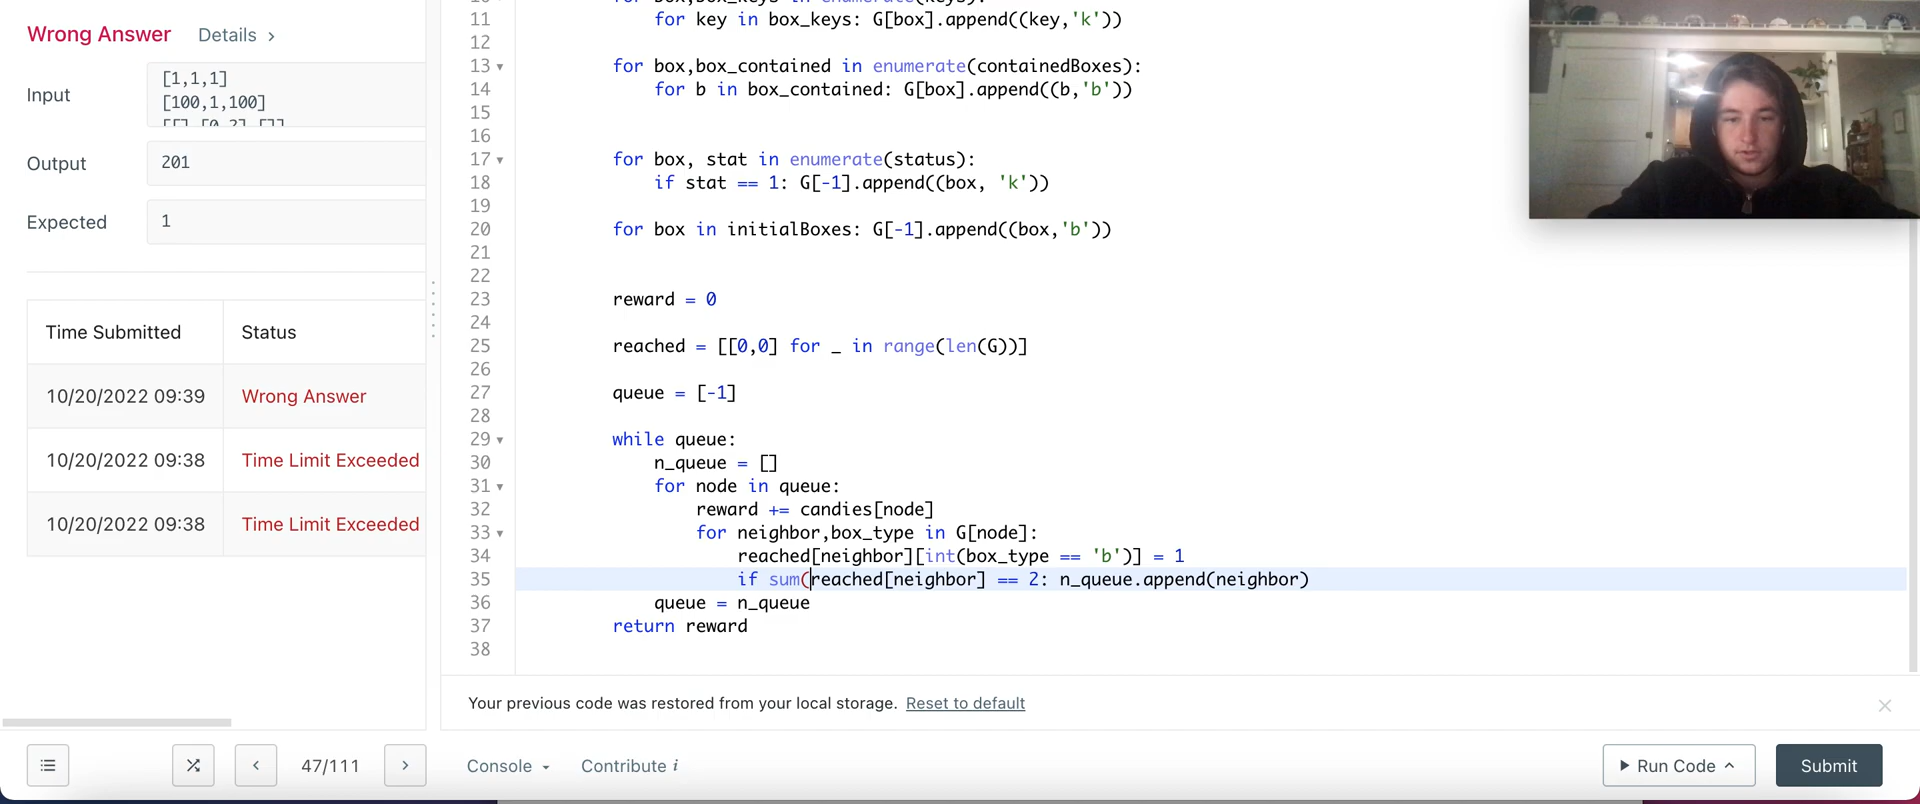 Wrong Answer Details >
Input
[1,1,1]
[100,1,100]
Output 201
Expected 1
Time Submitted Status
10/20/2022 09:39 Wrong Answer
10/20/2022 09:38 Time Limit Exceeded
10/20/2022 09:38 Time Limit Exceeded
11 for key in box_keys: G[box].append((key,'k'))
12
13 for box,box_contained in enumerate(containedBoxes):
14 for b in box_contained: G[box].append((b,'b'))
15
16
17 for box, stat in enumerate(status):
18 if stat == 1: G[-1].append((box, 'k'))
19
20 for box in initialBoxes: G[-1].append((box,'b'))
21
22
23 reward = 0
24
25 reached = [[0,0] for _ in range(len(G))]
26
27 queue = [-1]
28
29 while queue:
30 n_queue = []
31 for node in queue:
32 reward += candies[node]
33 for neighbor,box_type in G[node]:
34 reached[neighbor][int(box_type == 'b')] = 1
35 if sum(reached[neighbor] == 2: n_queue.append(neighbor)
36 queue = n_queue
37 return reward
38
Your previous code was restored from your local storage. Reset to default
47/111
Console
Contribute i
Run Code
Submit